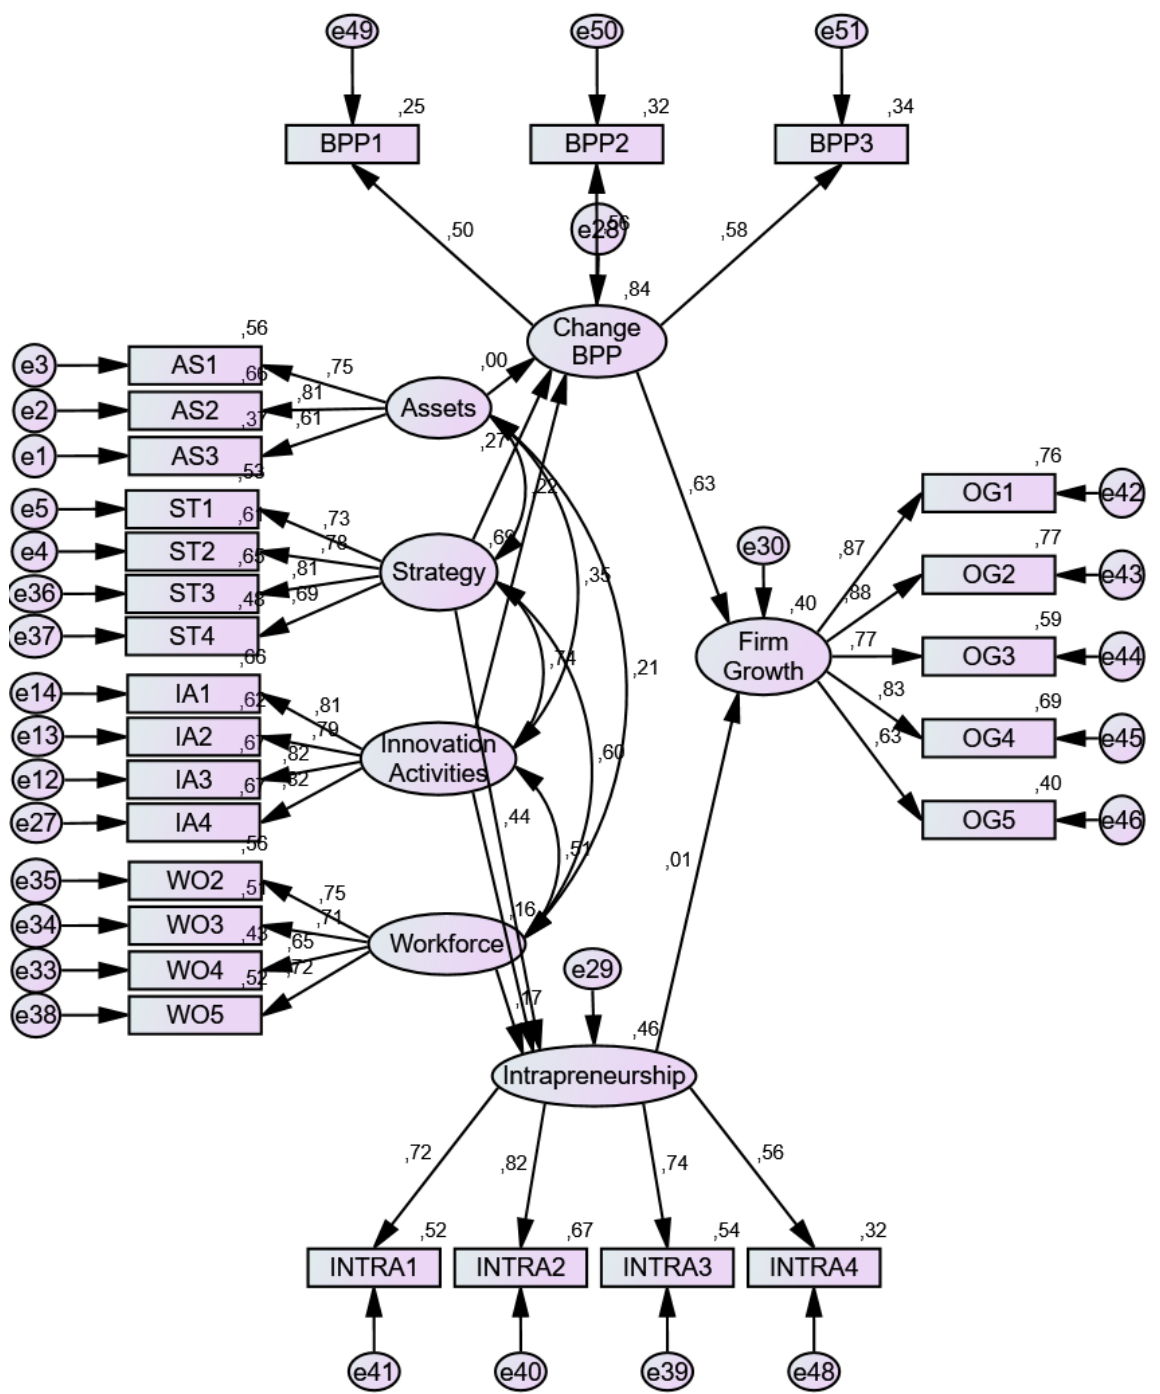 e49 e50 e51
,25 ,32 ,34
BPP1 BPP2 BPP3
,50 e28 ,56 ,58
,84
Change
BPP
,56
e3 AS1 ,75 ,00
,66
e2 AS2 ,81 Assets
,37 ,61
e1 AS3 ,27
,53
,76
e5 ST1 ,73 ,22 ,63 OG1 e42
,61
e4 ST2 ,78 ,69 e30 ,87 ,77
,65
e36 ST3 ,81 Strategy ,35 OG2 e43
,48 ,69 ,40 ,88
e37 ST4 ,59
Firm
Growth
,77 OG3 e44
,66 ,74 ,21
e14 IA1 ,81 ,83 ,69
,62
e13 IA2 ,79 Innovation
Activities
,63 OG4 e45
,67 ,82 ,60
e12 IA3 ,82 ,40
,67
e27 IA4 ,44 OG5 e46
,56 ,51 ,01
e35 WO2 ,75
,51
e34 WO3 ,71 ,16
,43 ,65 Workforce
e33 WO4 ,72 e29
,52
e38 WO5 ,17 ,46
Intrapreneurship
,72 ,82 ,74 ,56
,52 ,67 ,54 ,32
INTRA1 INTRA2 INTRA3 INTRA4
e41 e40 e39 e48